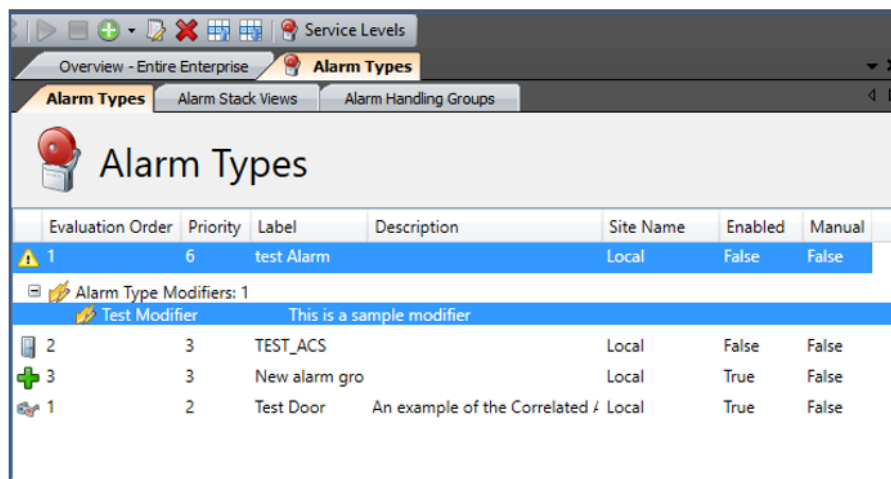 Service Levels
Overview - Entire Enterprise Alarm Types
Alarm Types Alarm Stack Views Alarm Handling Groups
Alarm Types
Evaluation Order Priority Label Description Site Name Enabled Manual
1 6 test Alarm Local False False
Alarm Type Modifiers: 1
Test Modifier This is a sample modifier
2 3 TEST_ACS Local False False
3 3 New alarm gro Local True False
1 2 Test Door An example of the Correlated Local True False